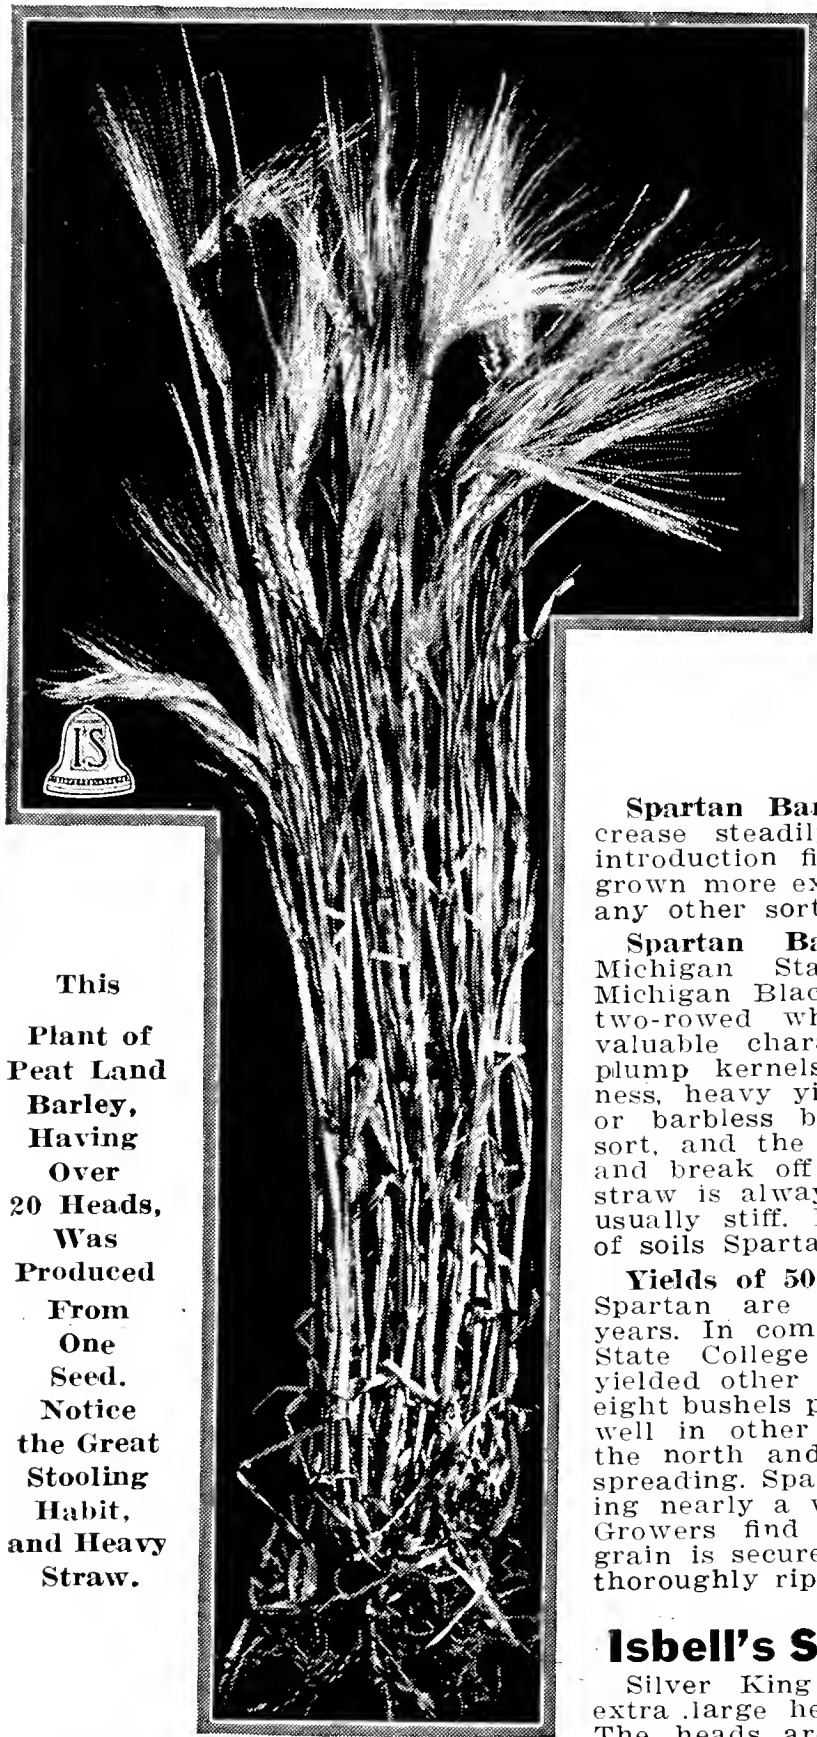 I'S
This
Plant of
Peat Land
Barley,
Having
Over
20 Heads,
Was
Produced
From
One
Seed.
Notice
the Great
Stooling
Habit,
and Heavy
Straw.
Spartan Bar
crease steadil
introduction fi
grown more ex
any other sort
Spartan Ba
Michigan Sta
Michigan Blac
two-rowed wh
valuable chara
plump kernels
ness, heavy yi
or barbless b
sort, and the
and break off
straw is alway
usually stiff.
of soils Sparta
Yields of 50
Spartan are
years. In com
State College
yielded other
eight bushels p
well in other
the north and
spreading. Spa
ing nearly a
Growers find
grain is secure
thoroughly rip
Isbell's S
Silver King
extra large he
The heads ar